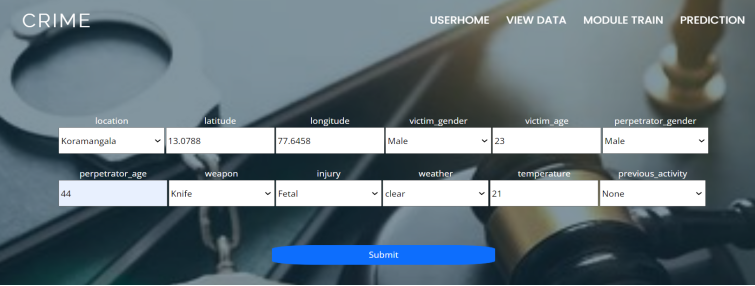 CRIME USERHOME VIEW DATA MODULE TRAIN PREDICTION
location latitude longitude victim_gender victim_age perpetrator_gender
Koramangala 13.0788 77.6458 Male 23 Male
perpetrator_age weapon injury weather temperature previous_activity
44 Knife Fetal clear 21 None
Submit